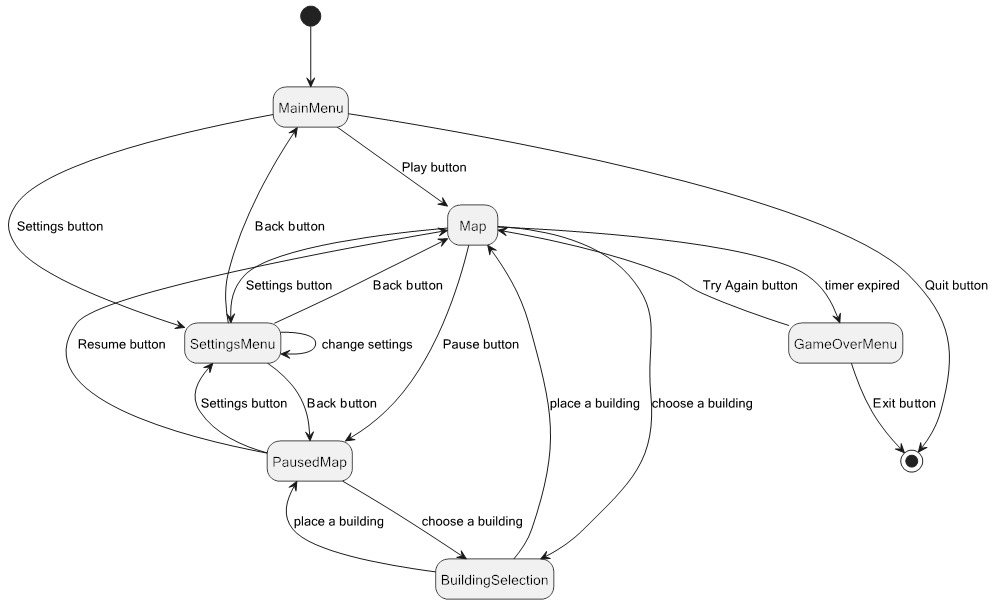 MainMenu
Play button
Settings button
Back button
Map
Settings button
Back button
Try Again button
timer expired
Quit button
Resume button
SettingsMenu
change settings
Pause button
GameOverMenu
Settings button
Back button
place a building
choose a building
Exit button
PausedMap
place a building
choose a building
BuildingSelection